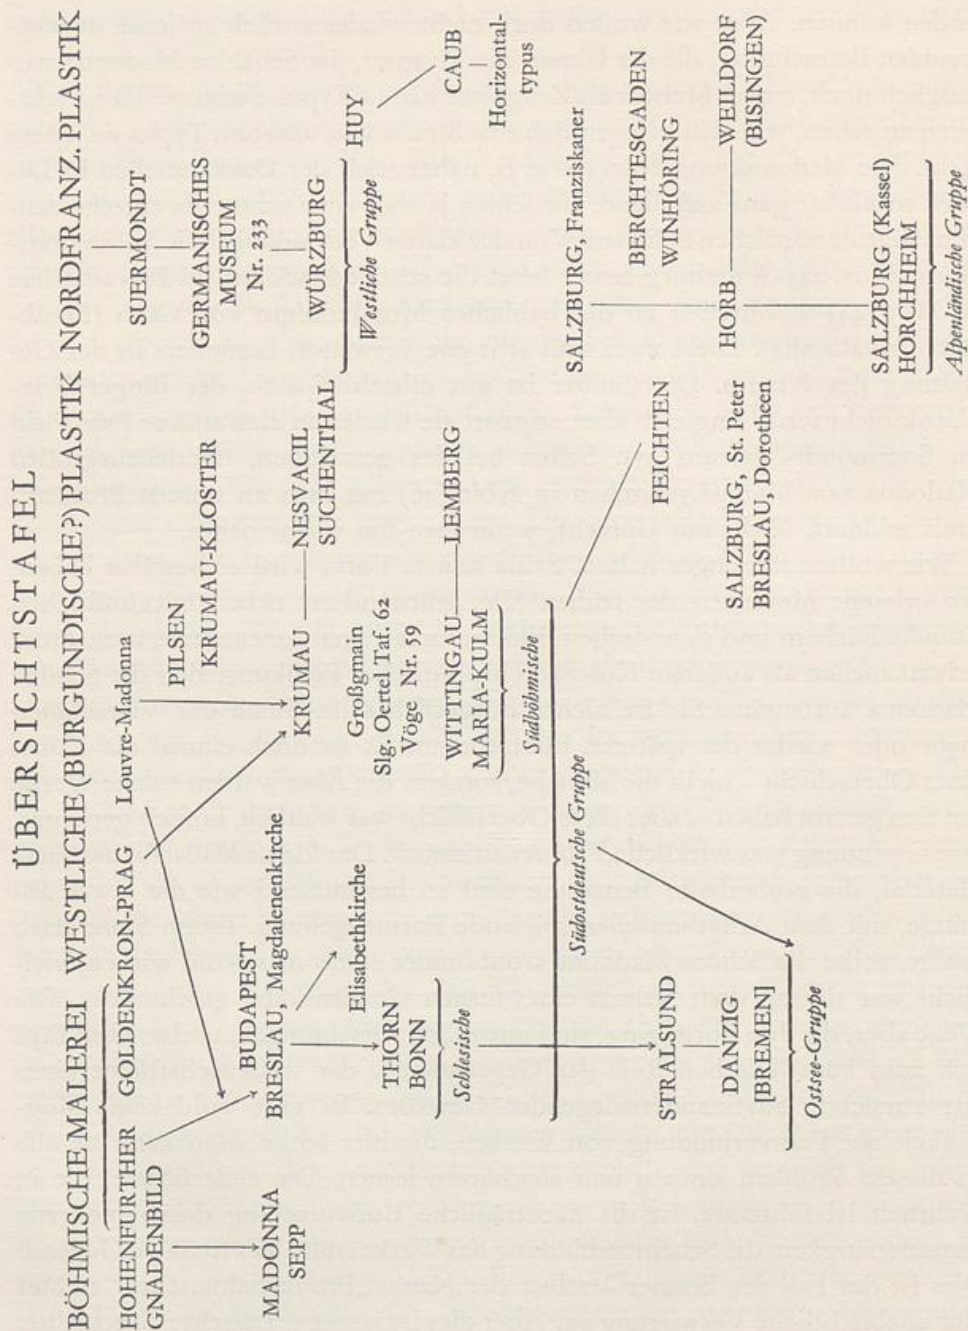 ÜBERSICHTSTAFEL
BÖHMISCHE MALEREI
WESTLICHE (BURGUNDISCHE?) PLASTIK
NORDFRANZ. PLASTIK
HOHENFURTHER
GNADENBILD
GOLDENKRON-PRAG
Louvre-Madanna
MADONNA
SEPP
BUDAPEST
BRESLAU, Magdalenenkirche
Elisabethkirche
THORN
BONN
Schlesische
PILSEN
KRUMAU-KLOSTER
KRUMAU
NESVACIL
SUCHENTHAL
Großgmain
Slg. Oertel Taf. 62
Vöge Nr. 59
WITTINGAU
LEMBERG
MARIA-KULM
Südböhmische
Südostdeutsche Gruppe
STRALSUND
DANZIG
[BREMEN]
Ostsee-Gruppe
SUERMONDT
GERMANISCHES
MUSEUM
Nr. 233
WÜRZBURG
Westliche Gruppe
HUY
CAUB
Horizontal-
typus
FEICHTEN
SALZBURG, St. Peter
BRESLAU, Dorotheen
SALZBURG, Franziskaner
BERCHTESGADEN
WINHÖRING
HORB
WEILDORF
(BISINGEN)
SALZBURG (Kassel)
HORCHHEIM
Alpenländische Gruppe